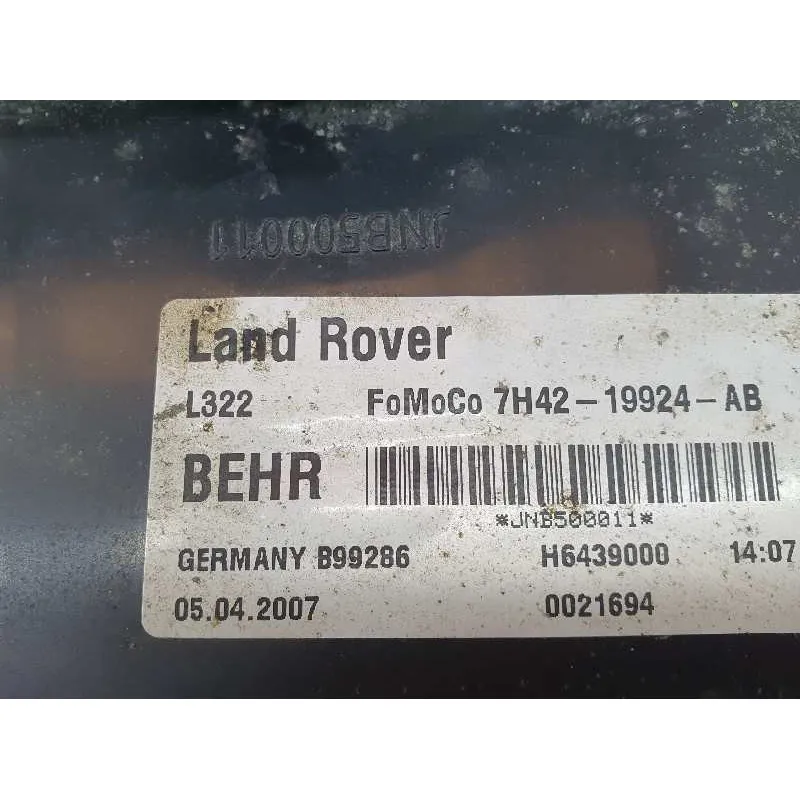 JNB500011
Land Rover
L322 FoMoCo 7H42-19924-AB
BEHR
*JNB500011*
GERMANY B99286 H6439000 14:07
05.04.2007 0021694